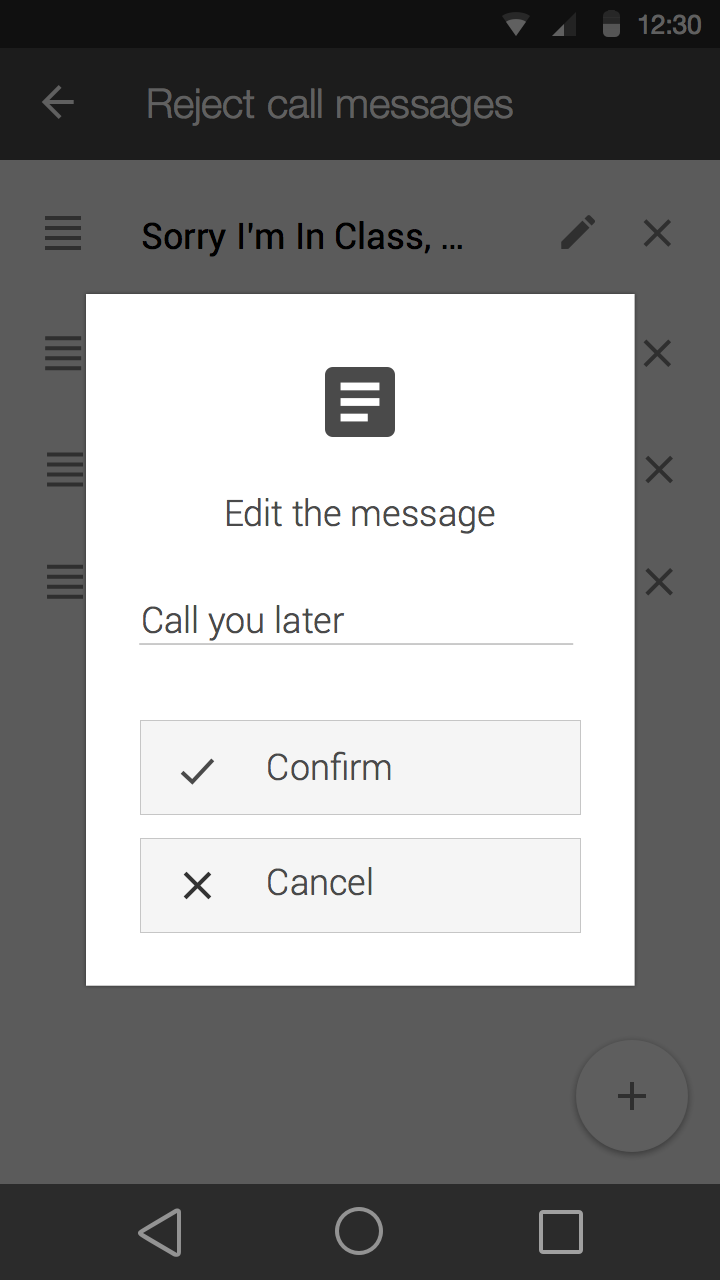 12:30
Reject call messages
Sorry I'm In Class, ...
Edit the message
Call you later
Confirm
Cancel